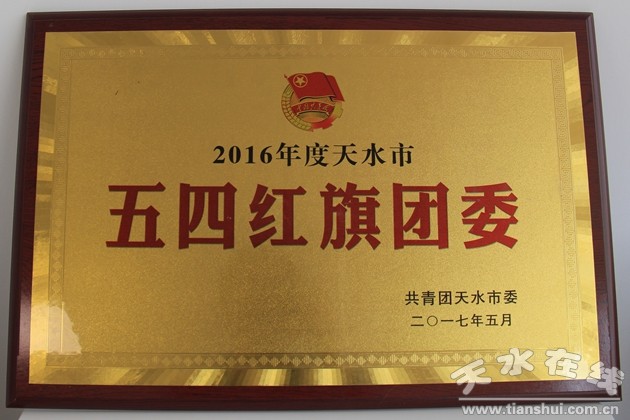 2016年度天水市
五四红旗团委
共青团天水市委
二〇一七年五月
天水在线
www.tianshui.com.cn